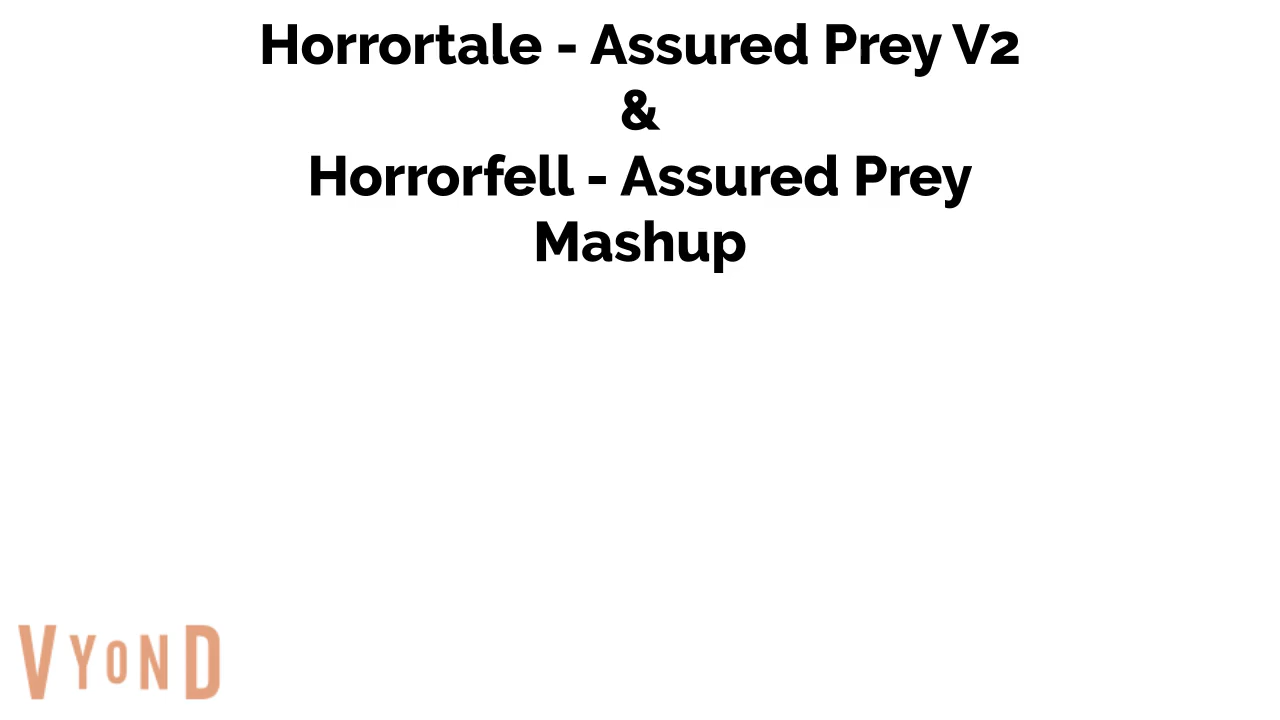 Horrortale - Assured Prey V2
&
Horrorfell - Assured Prey
Mashup
VYOND